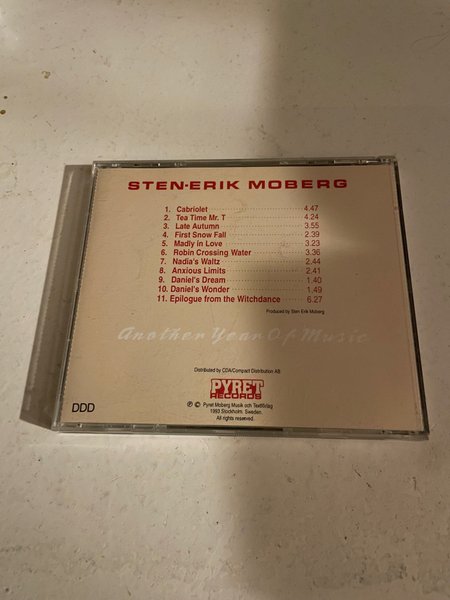 STEN·ERIK MOBERG
1. Cabriolet 4.47
2. Tea Time Mr. T 4.24
3. Late Autumn 3.55
4. First Snow Fall 2.39
5. Madly in Love 3.23
6. Robin Crossing Water 3.36
7. Nadia's Waltz 2.44
8. Anxious Limits 2.41
9. Daniel's Dream 1.40
10. Daniel's Wonder 1.49
11. Epilogue from the Witchdance 6.27
Produced by Sten Erik Moberg
Another Year Of Music
Distributed by CDA/Compact Distribution AB
PYRET
RECORDS
℗ © Pyret Moberg Musik och Textförlag
1993 Stockholm. Sweden.
All rights reserved.
DDD